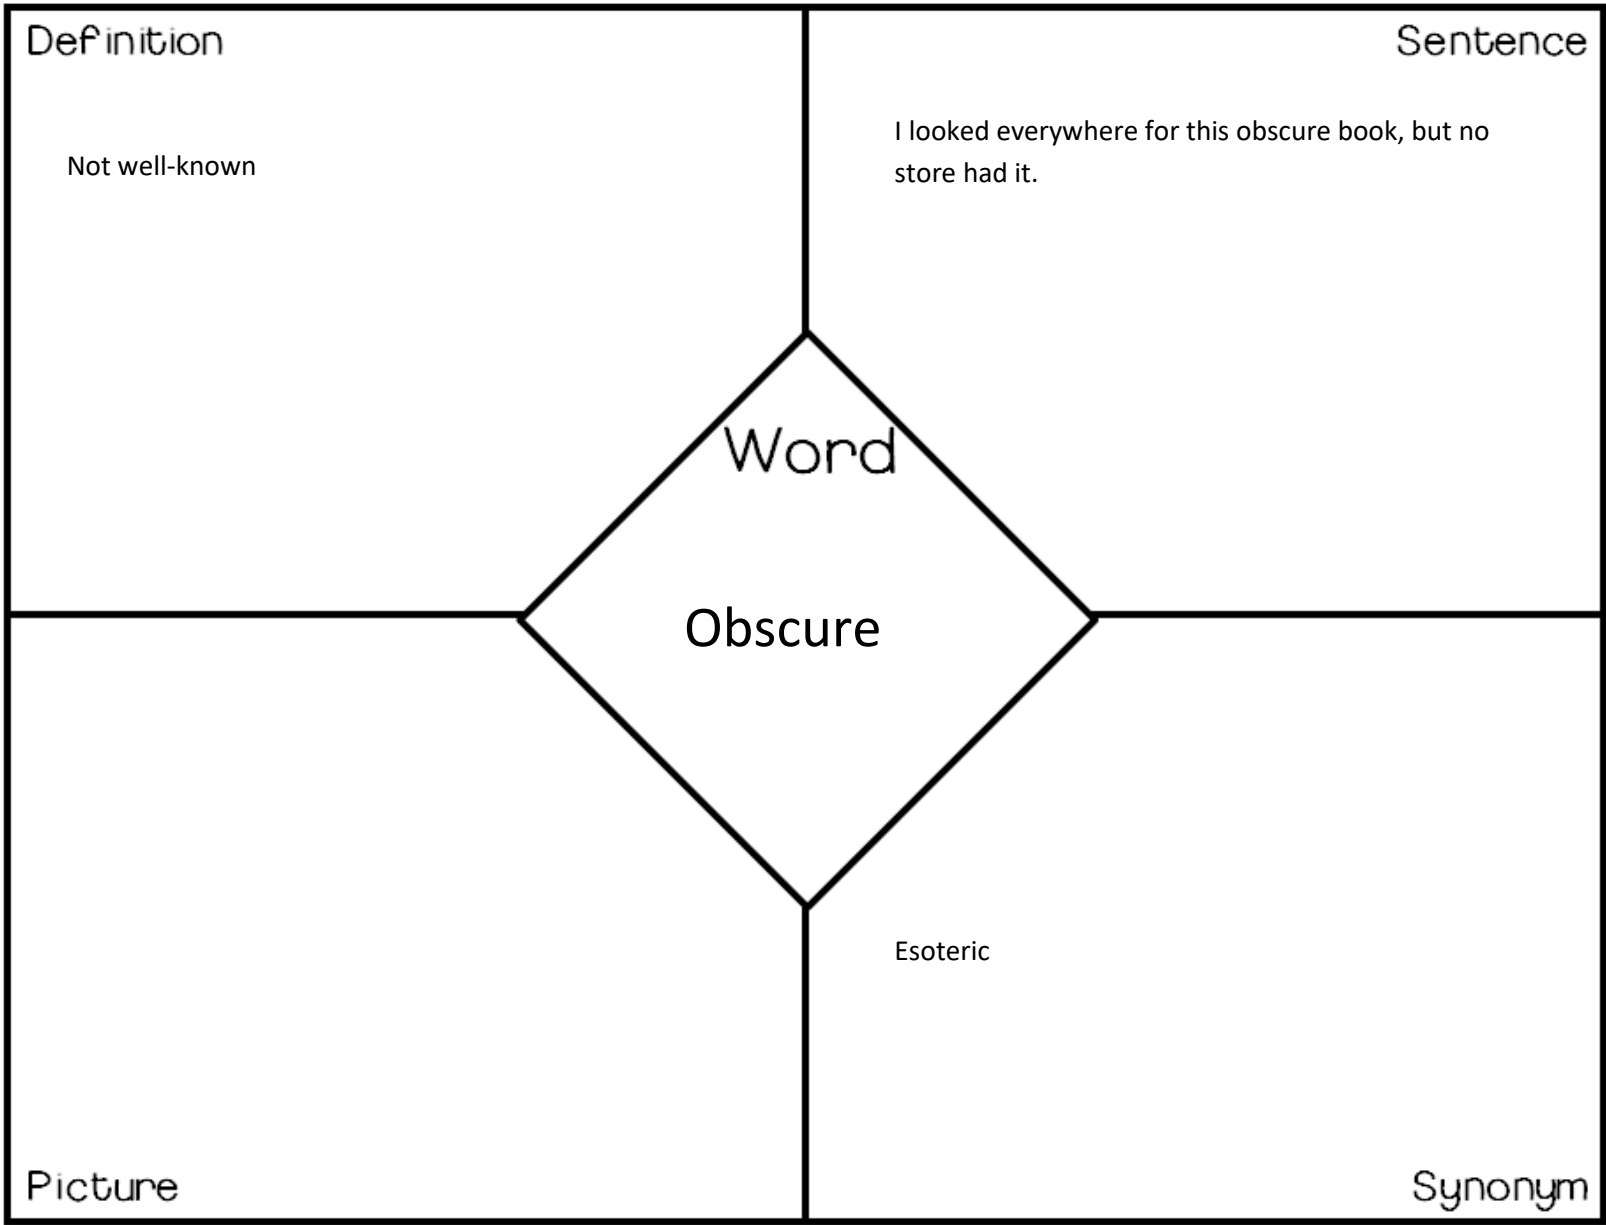 Definition
Not well-known
Sentence
I looked everywhere for this obscure book, but no
store had it.
Word
Obscure
Picture
Esoteric
Synonym